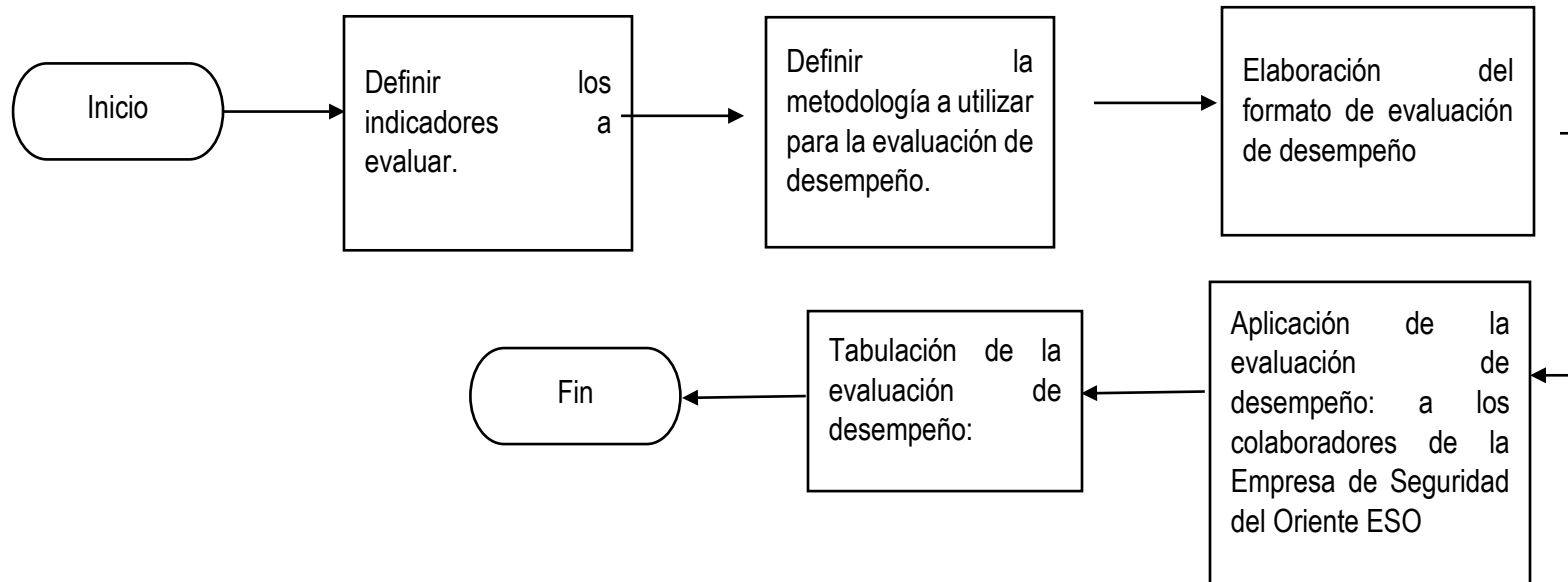 Inicio
Definir los
indicadores a
evaluar.
Definir la
metodología a utilizar
para la evaluación de
desempeño.
Elaboración del
formato de evaluación
de desempeño
Aplicación de la
evaluación de
desempeño: a los
colaboradores de la
Empresa de Seguridad
del Oriente ESO
Tabulación de la
evaluación de
desempeño:
Fin